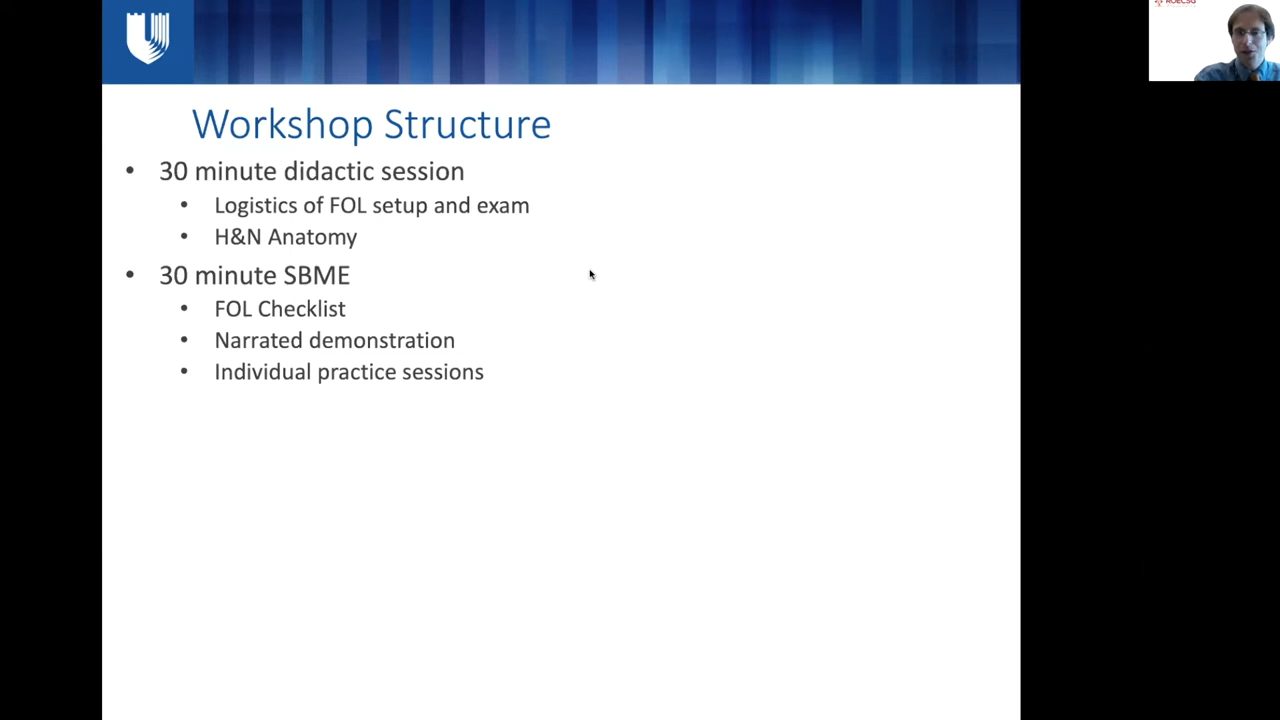 ROECSG
Workshop Structure
• 30 minute didactic session
• Logistics of FOL setup and exam
• H&N Anatomy
• 30 minute SBME
• FOL Checklist
• Narrated demonstration
• Individual practice sessions